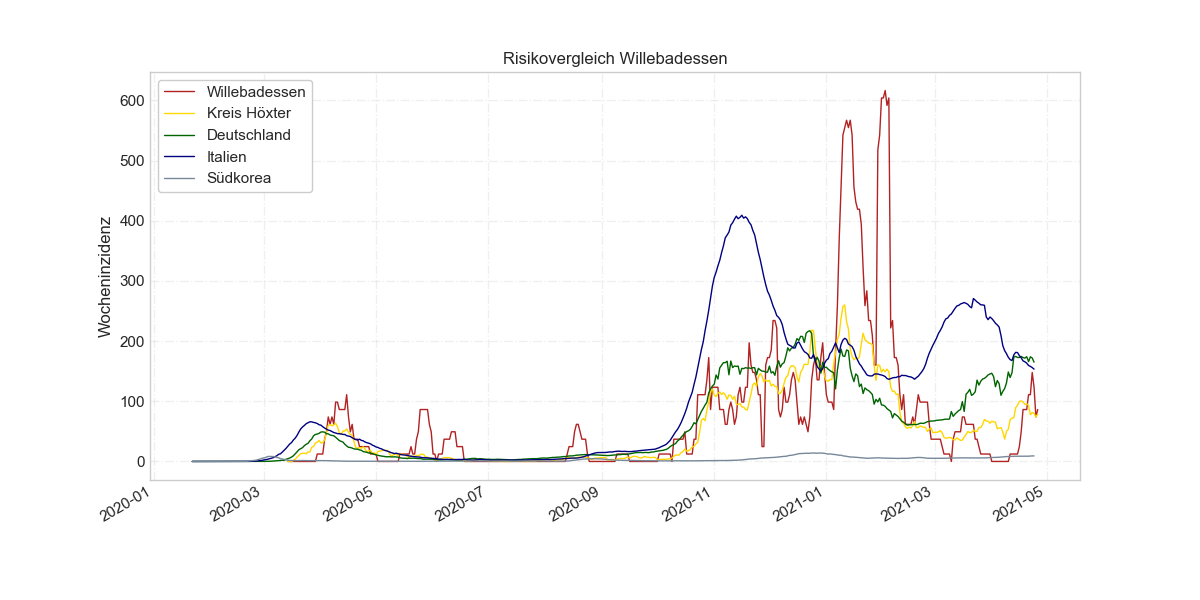 Risikovergleich Willebadessen
Willebadessen
Kreis Höxter
Deutschland
Italien
Südkorea
Wocheninzidenz
600
500
400
300
200
100
0
2020-01
2020-03
2020-05
2020-07
2020-09
2020-11
2021-01
2021-03
2021-05